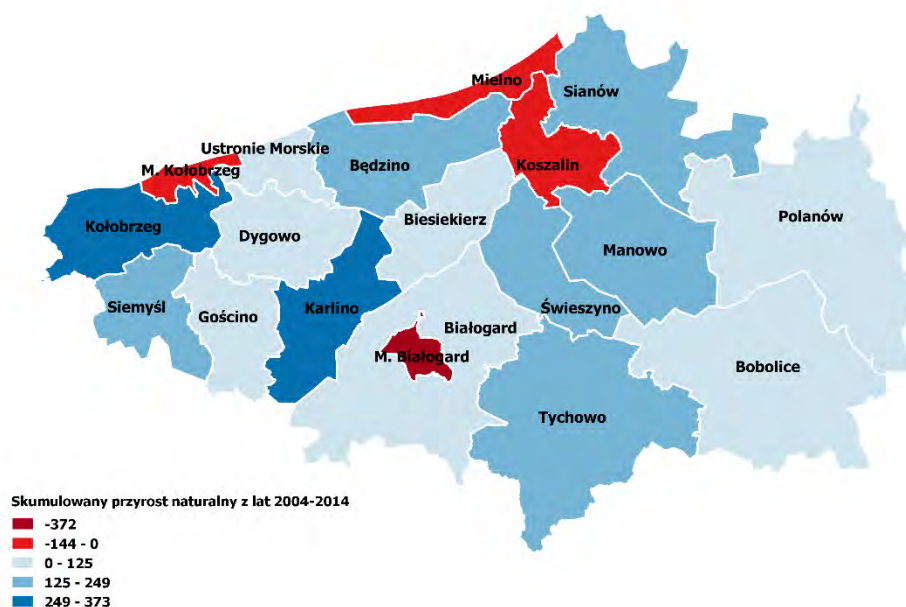 Mielno
Sianów
Ustronie Morskie
M. Kołobrzeg
Będzino
Koszalin
Kołobrzeg
Dygowo
Biesiekierz
Polanów
Manowo
Siemyśl
Gościno
Karlino
Świeszyno
Białogard
M. Białogard
Bobolice
Tychowo
Skumulowany przyrost naturalny z lat 2004-2014
-372
-144 - 0
0 - 125
125 - 249
249 - 373